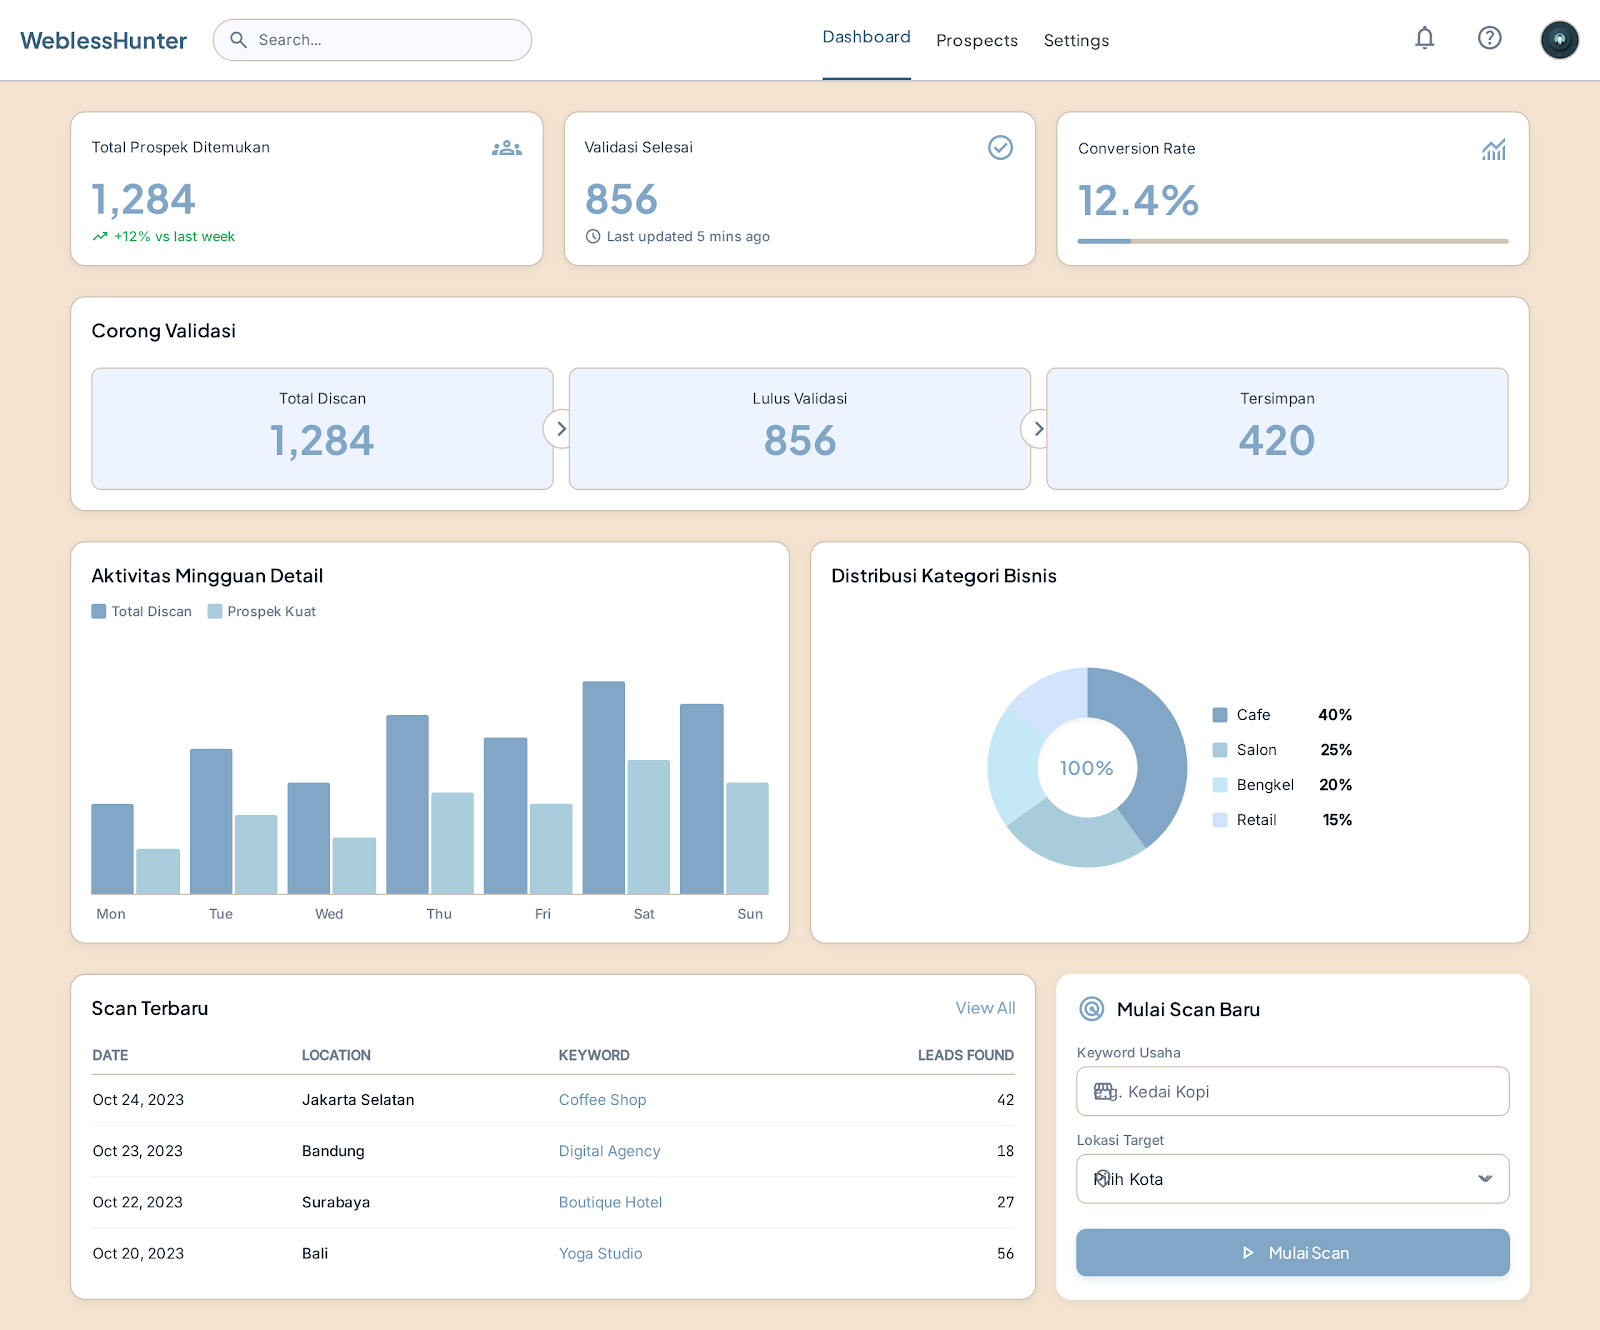 WeblessHunter
Search...
Dashboard
Prospects
Settings
Total Prospek Ditemukan
1,284
+12% vs last week
Validasi Selesai
856
Last updated 5 mins ago
Conversion Rate
12.4%
Corong Validasi
Total Discan
1,284
Lulus Validasi
856
Tersimpan
420
Aktivitas Mingguan Detail
Total Discan
Prospek Kuat
Mon
Tue
Wed
Thu
Fri
Sat
Sun
Distribusi Kategori Bisnis
100%
Cafe 40%
Salon 25%
Bengkel 20%
Retail 15%
Scan Terbaru
View All
DATE LOCATION KEYWORD LEADS FOUND
Oct 24, 2023 Jakarta Selatan Coffee Shop 42
Oct 23, 2023 Bandung Digital Agency 18
Oct 22, 2023 Surabaya Boutique Hotel 27
Oct 20, 2023 Bali Yoga Studio 56
Mulai Scan Baru
Keyword Usaha
Kedai Kopi
Lokasi Target
Pilih Kota
Mulai Scan